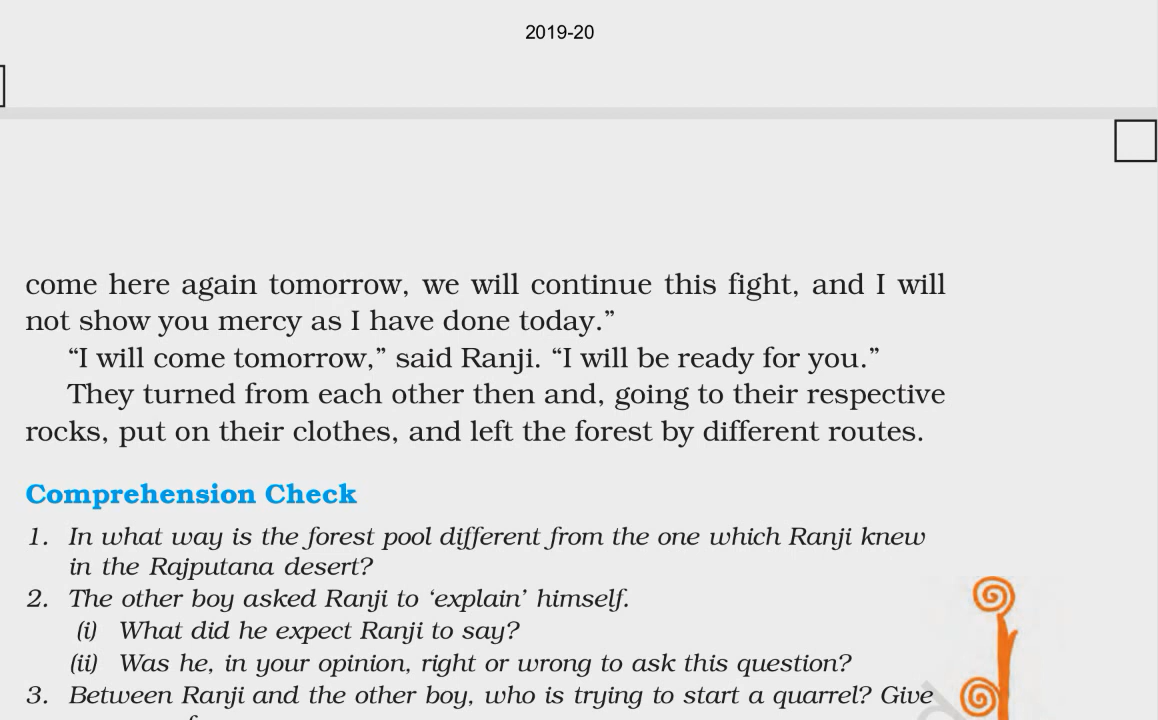 2019-20
come here again tomorrow, we will continue this fight, and I will
not show you mercy as I have done today.”
“I will come tomorrow,” said Ranji. “I will be ready for you.”
They turned from each other then and, going to their respective
rocks, put on their clothes, and left the forest by different routes.
Comprehension Check
1. In what way is the forest pool different from the one which Ranji knew
in the Rajputana desert?
2. The other boy asked Ranji to ‘explain’ himself.
(i) What did he expect Ranji to say?
(ii) Was he, in your opinion, right or wrong to ask this question?
3. Between Ranji and the other boy, who is trying to start a quarrel? Give